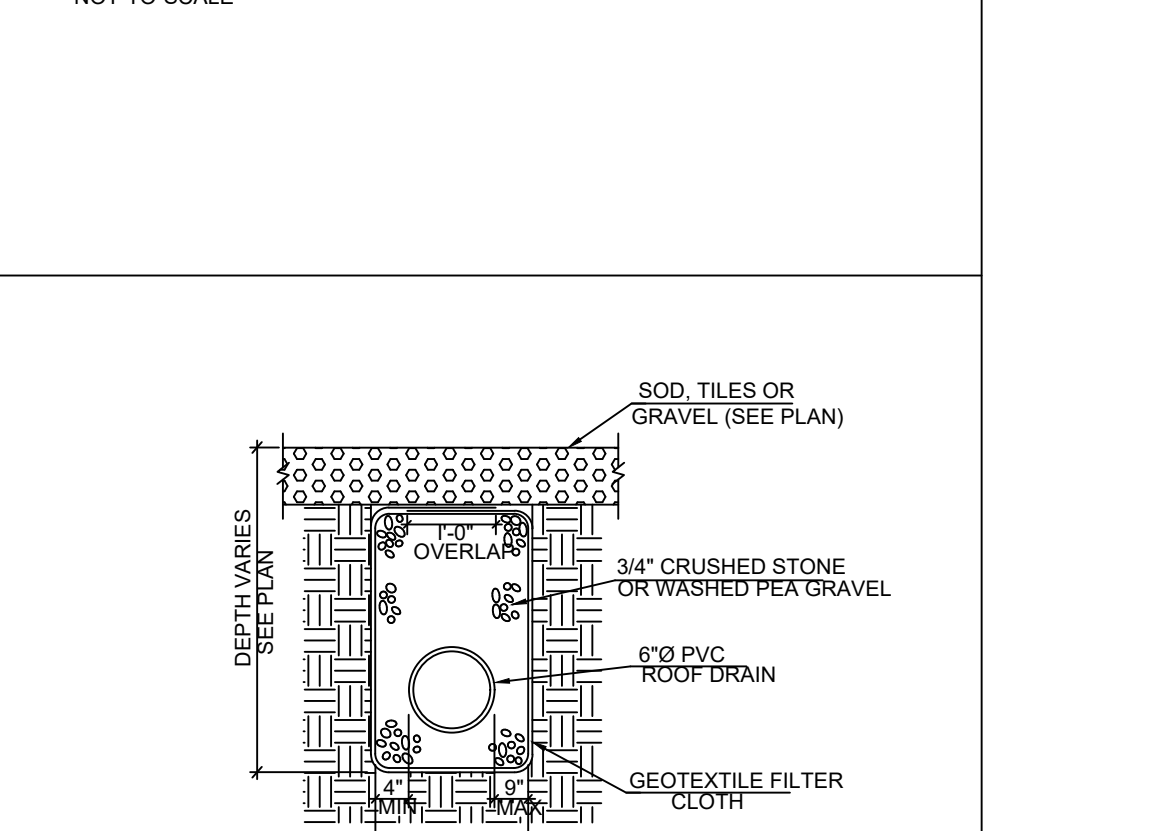 NOT TO SCALE
SOD, TILES OR
GRAVEL (SEE PLAN)
DEPTH VARIES
SEE PLAN
1'-0"
OVERLAP
3/4" CRUSHED STONE
OR WASHED PEA GRAVEL
6"Ø PVC
ROOF DRAIN
GEOTEXTILE FILTER
CLOTH
4"
MIN
9"
MAX